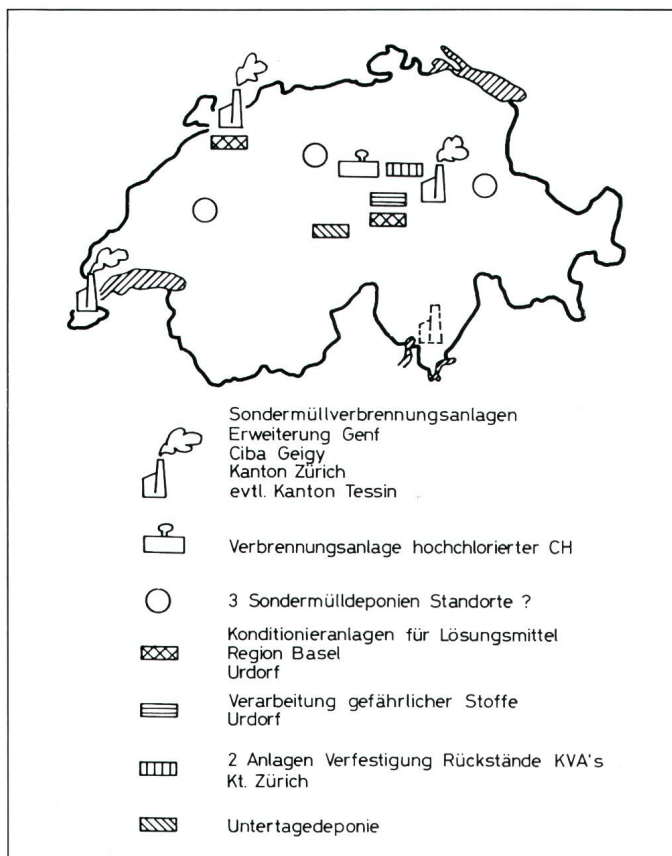 Sondermüllverbrennungsanlagen
Erweiterung Genf
Ciba Geigy
Kanton Zürich
evtl. Kanton Tessin
Verbrennungsanlage hochchlorierter CH
3 Sondermülldeponien Standorte ?
Konditionieranlagen für Lösungsmittel
Region Basel
Urdorf
Verarbeitung gefährlicher Stoffe
Urdorf
2 Anlagen Verfestigung Rückstände KVA's
Kt. Zürich
Untertagedeponie